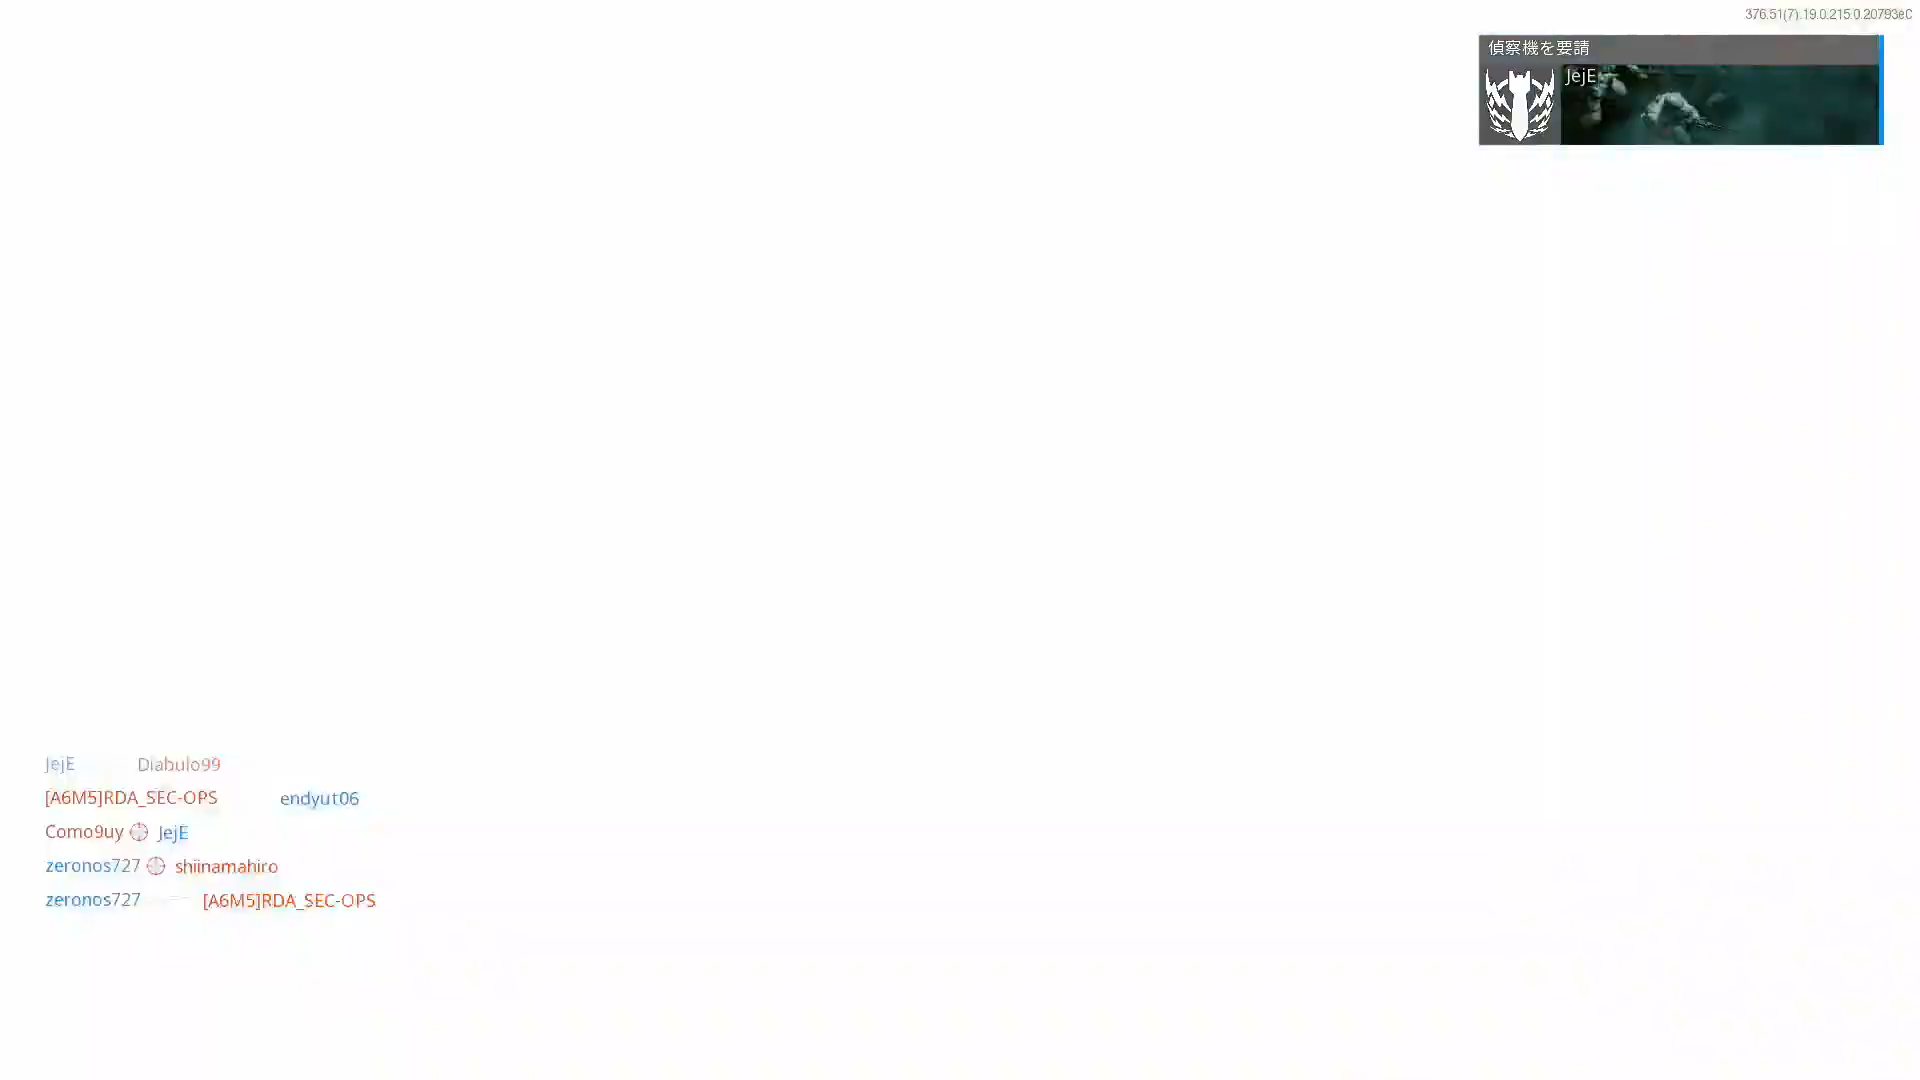 376.51(7).19.0.215.0.20793eC
偵察機を要請
JejE
JejE Diabulo99
[A6M5]RDA_SEC-OPS endyut06
Como9uy JejE
zeronos727 shiinamahiro
zeronos727 [A6M5]RDA_SEC-OPS